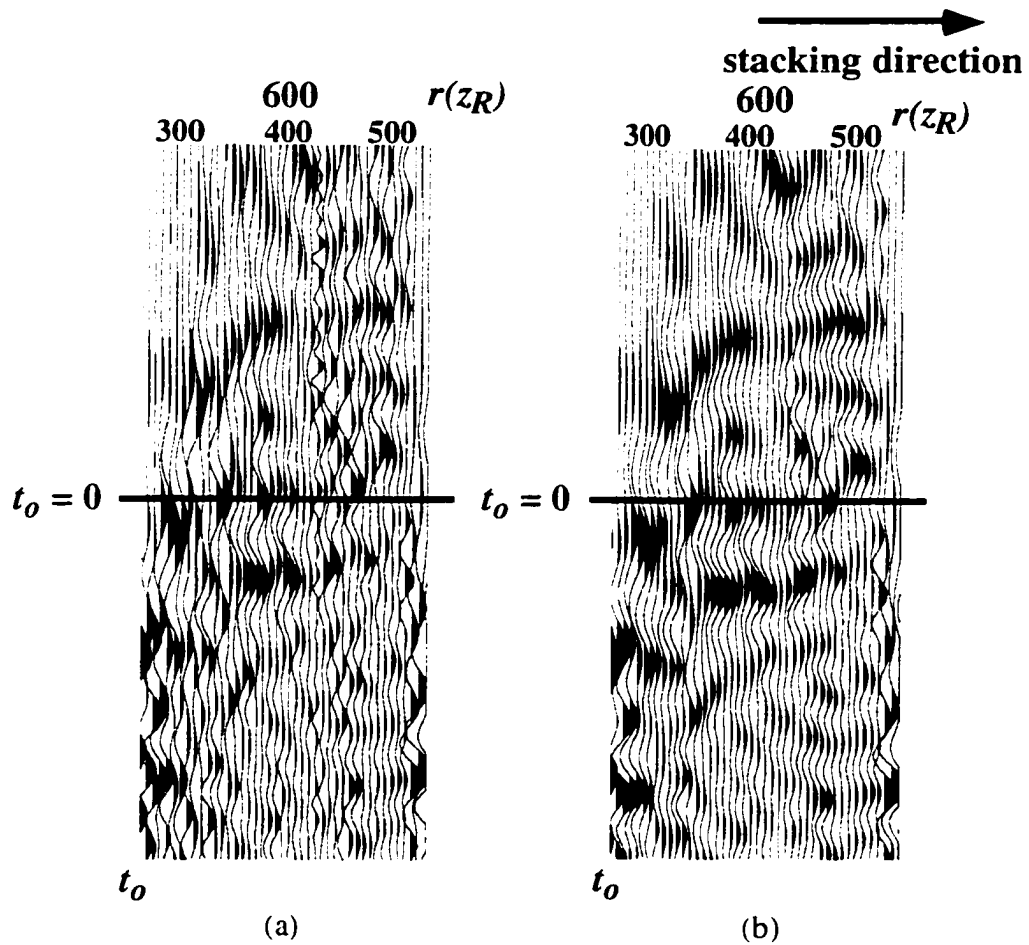 stacking direction
600 r(z_R)
300 400 500
600 r(z_R)
300 400 500
t_o = 0
t_o = 0
t_o
t_o
(a)
(b)